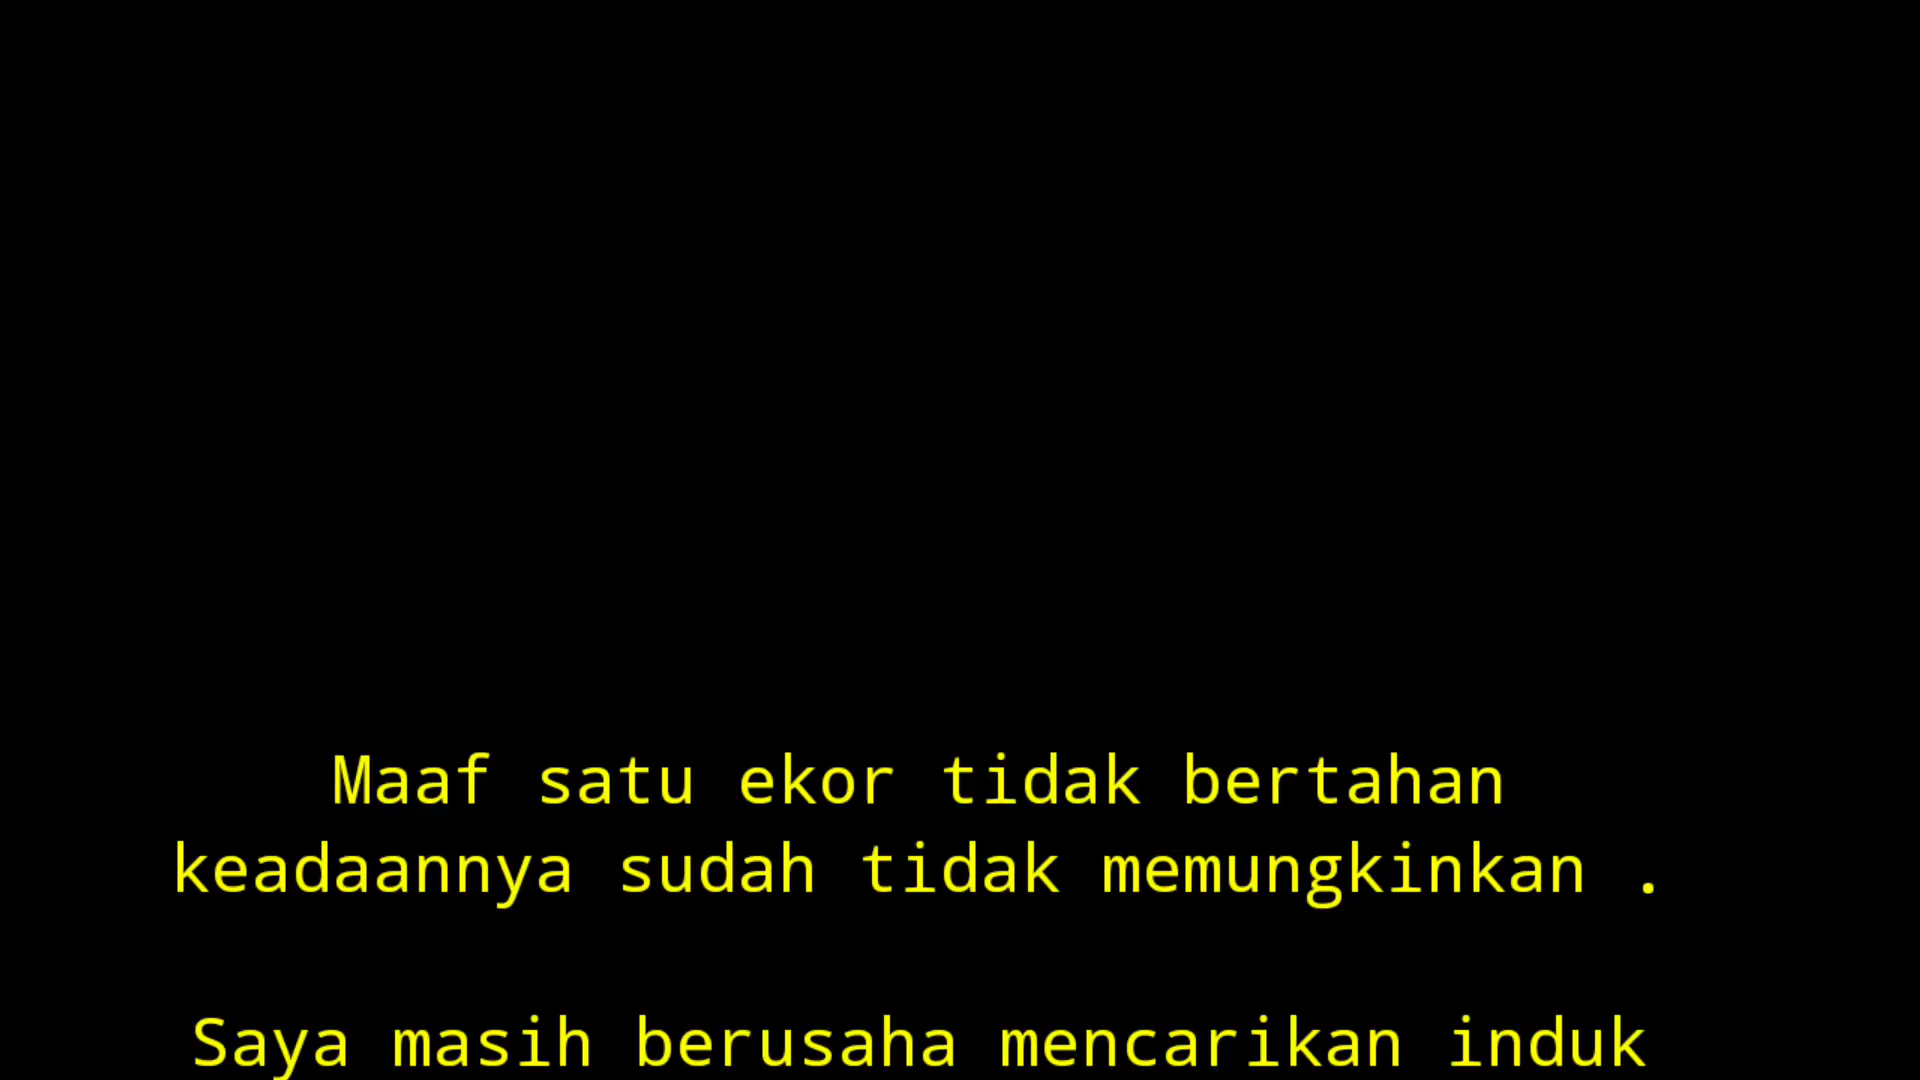 Maaf satu ekor tidak bertahan
keadaannya sudah tidak memungkinkan .
Saya masih berusaha mencarikan induk